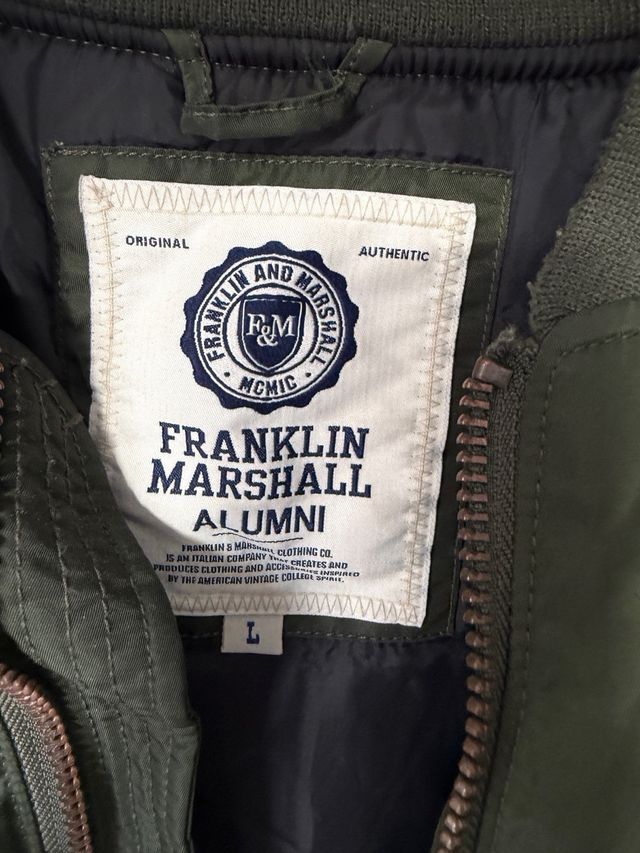 ORIGINAL
AUTHENTIC
FRANKLIN AND MARSHALL
F&M
• MCMIC •
FRANKLIN
MARSHALL
ALUMNI
FRANKLIN & MARSHALL CLOTHING CO.
IS AN ITALIAN COMPANY THAT CREATES AND
PRODUCES CLOTHING AND ACCESSORIES INSPIRED
BY THE AMERICAN VINTAGE COLLEGE SPIRIT.
L